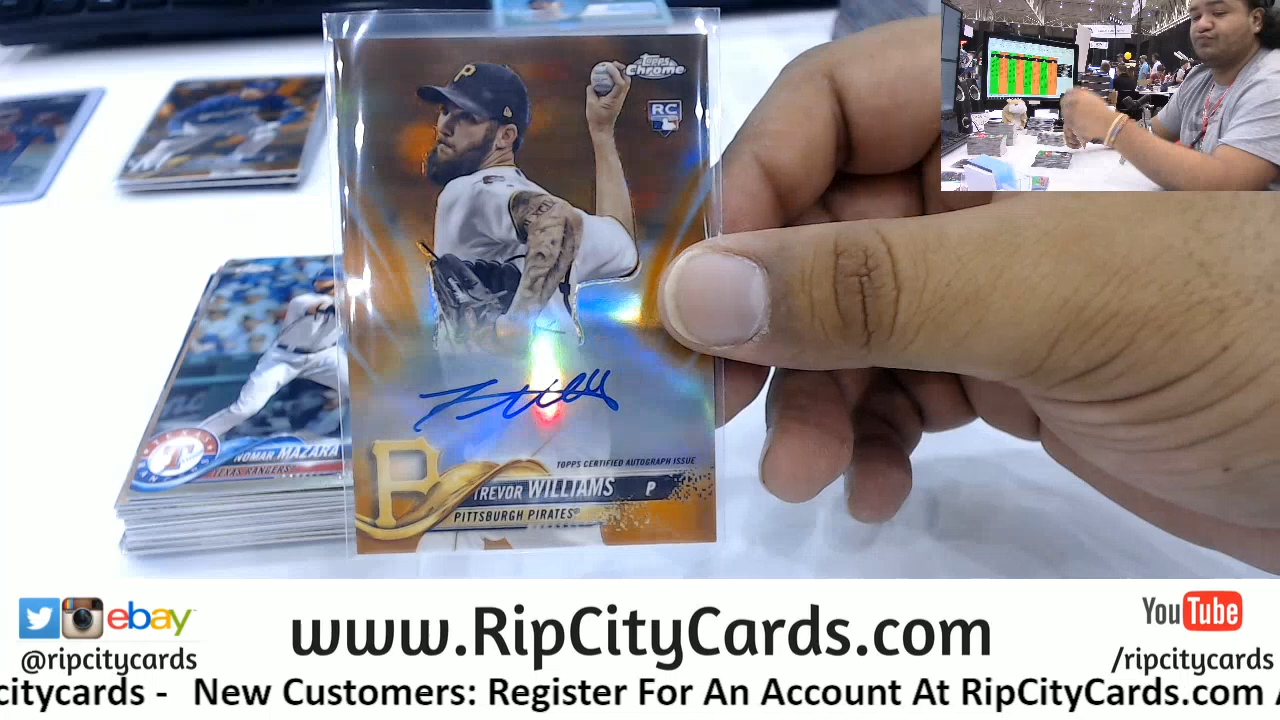 P
Topps
Chrome
RC
TOPPS CERTIFIED AUTOGRAPH ISSUE
P
TREVOR WILLIAMS P
PITTSBURGH PIRATES
T
NOMAR MAZARA
TEXAS RANGERS
ebay
@ripcitycards
www.RipCityCards.com
YouTube
/ripcitycards
citycards - New Customers: Register For An Account At RipCityCards.com